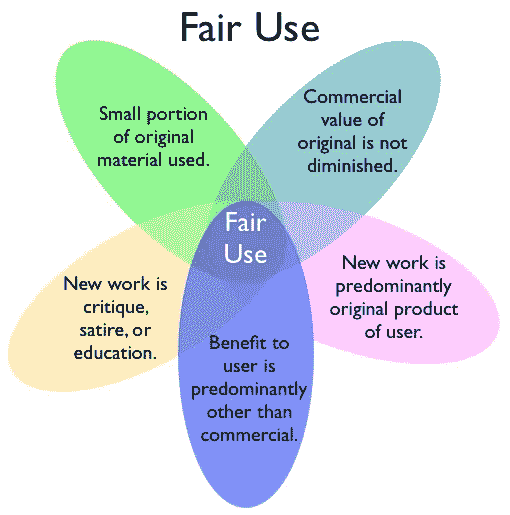 Fair Use
Small portion
of original
material used.
Commercial
value of
original is not
diminished.
Fair
Use
New work is
critique,
satire, or
education.
New work is
predominantly
original product
of user.
Benefit to
user is
predominantly
other than
commercial.